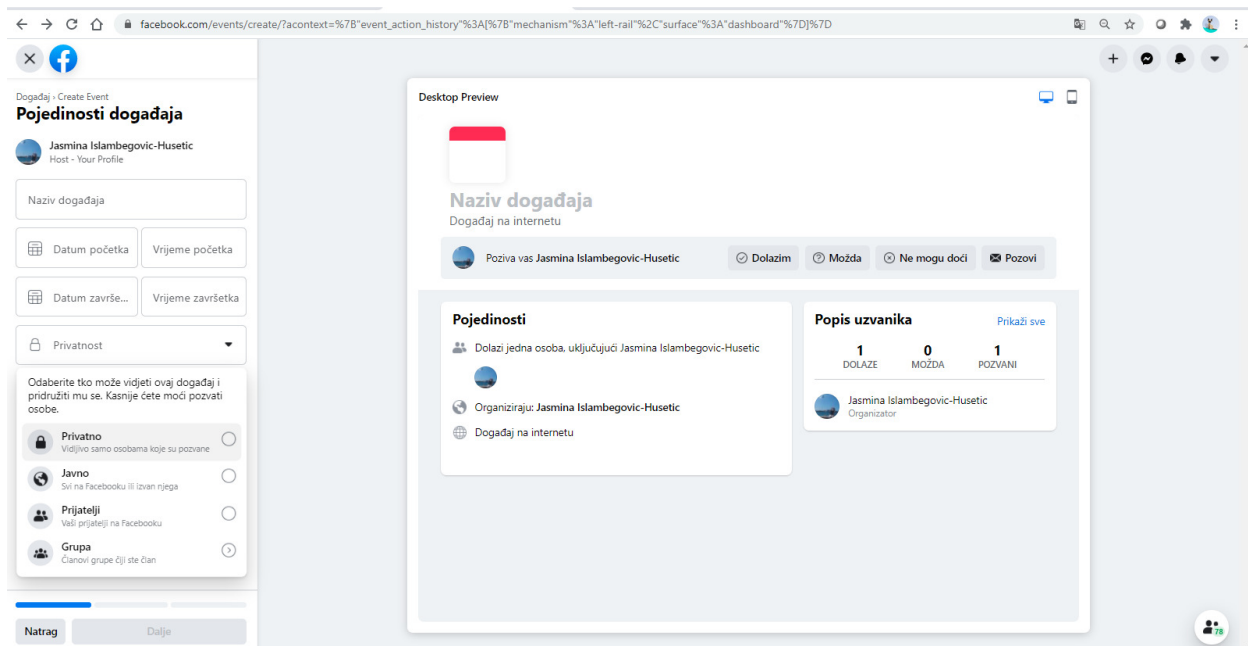 facebook.com/events/create/?acontext=%7B"event_action_history"%3A[%7B"mechanism"%3A"left-rail"%2C"surface"%3A"dashboard"%7D]%7D
Događaj › Create Event
Pojedinosti događaja
Jasmina Islambegovic-Husetic
Host - Your Profile
Naziv događaja
Datum početka
Vrijeme početka
Datum završe...
Vrijeme završetka
Privatnost
Odaberite tko može vidjeti ovaj događaj i
pridružiti mu se. Kasnije ćete moći pozvati
osobe.
Privatno
Vidljivo samo osobama koje su pozvane
Javno
Svi na Facebooku ili izvan njega
Prijatelji
Vaši prijatelji na Facebooku
Grupa
Članovi grupe čiji ste član
Natrag
Dalje
Desktop Preview
Naziv događaja
Događaj na internetu
Poziva vas Jasmina Islambegovic-Husetic
Dolazim
Možda
Ne mogu doći
Pozovi
Pojedinosti
Dolazi jedna osoba, uključujući Jasmina Islambegovic-Husetic
Organiziraju: Jasmina Islambegovic-Husetic
Događaj na internetu
Popis uzvanika
Prikaži sve
1 0 1
DOLAZE MOŽDA POZVANI
Jasmina Islambegovic-Husetic
Organizator
78